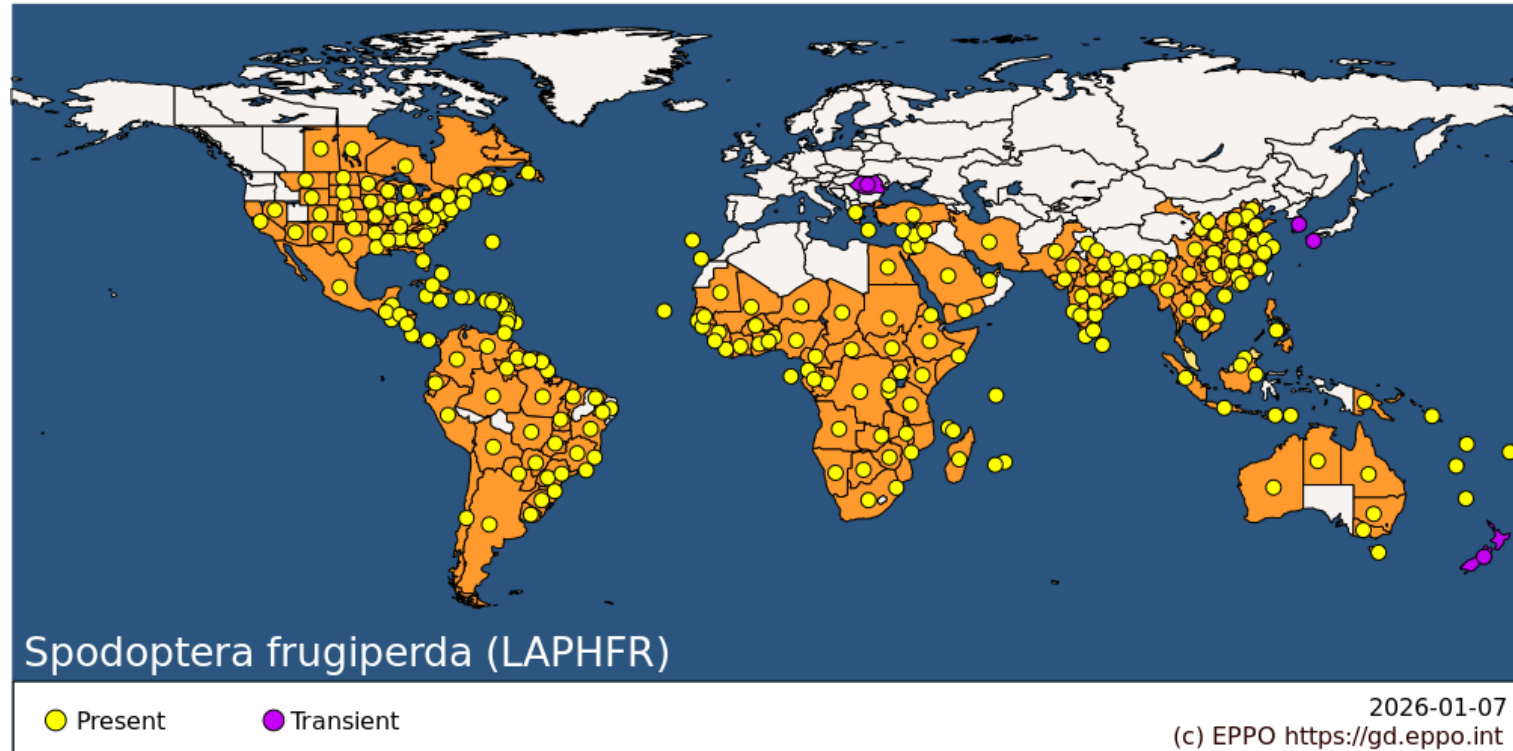 Spodoptera frugiperda (LAPHFR)
Present
Transient
2026-01-07
(c) EPPO https://gd.eppo.int